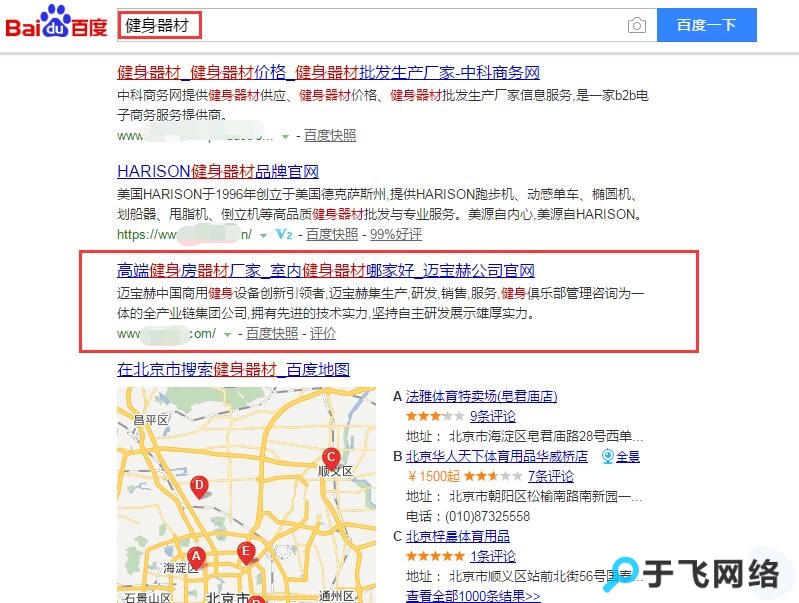 Bai du 百度
健身器材
百度一下
健身器材_健身器材价格_健身器材批发生产厂家-中科商务网
中科商务网提供健身器材供应、健身器材价格、健身器材批发生产厂家信息服务,是一家b2b电
子商务服务提供商。
www - 百度快照
HARISON健身器材品牌官网
美国HARISON于1996年创立于美国德克萨斯州,提供HARISON跑步机、动感单车、椭圆机、
划船器、甩脂机、倒立机等高品质健身器材批发与专业服务。美源自内心,美源自HARISON。
https://ww n/ V2 - 百度快照 - 99%好评
高端健身房器材厂家_室内健身器材哪家好_迈宝赫公司官网
迈宝赫中国商用健身设备创新引领者,迈宝赫集生产,研发,销售,服务,健身俱乐部管理咨询为一
体的全产业链集团公司,拥有先进的技术实力,坚持自主研发展示雄厚实力。
www com/ - 百度快照 - 评价
在北京市搜索健身器材_百度地图
昌平区
顺义区
海淀区
石景山区
北京市
通州区
A
B
C
D
E
A 法雅体育特卖场(皂君庙店)
9条评论
地址： 北京市海淀区皂君庙路28号西单...
B 北京华人天下体育用品华威桥店 全景
￥1500起 7条评论
地址： 北京市朝阳区松榆南路南新园一...
电话：(010)87325558
C 北京梓晨体育用品
1条评论
地址： 北京市顺义区站前北街56号国泰...
查看全部1000条结果>>
于飞网络